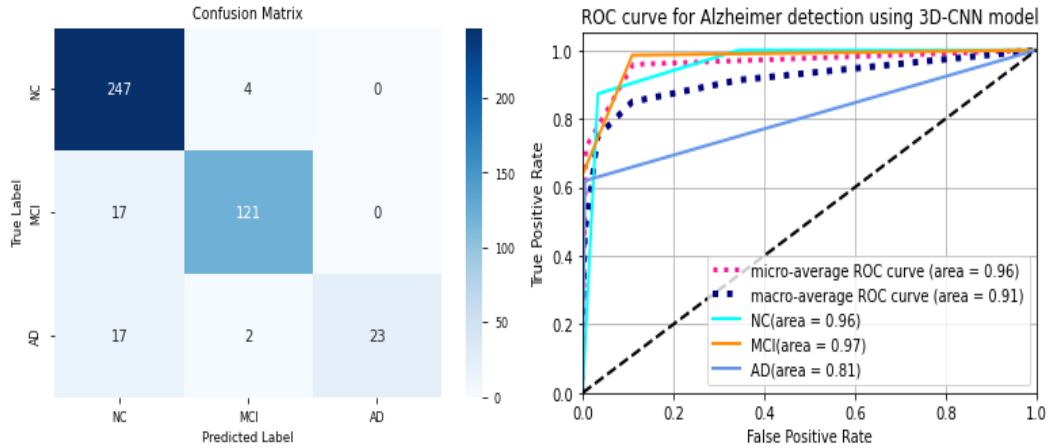 Confusion Matrix
NC
247
4
0
MCI
17
121
0
AD
17
2
23
NC
MCI
AD
True Label
Predicted Label
200
150
100
50
0
ROC curve for Alzheimer detection using 3D-CNN model
True Positive Rate
1.0
0.8
0.6
0.4
0.2
0.0
micro-average ROC curve (area = 0.96)
macro-average ROC curve (area = 0.91)
NC(area = 0.96)
MCI(area = 0.97)
AD(area = 0.81)
0.0
0.2
0.4
0.6
0.8
1.0
False Positive Rate